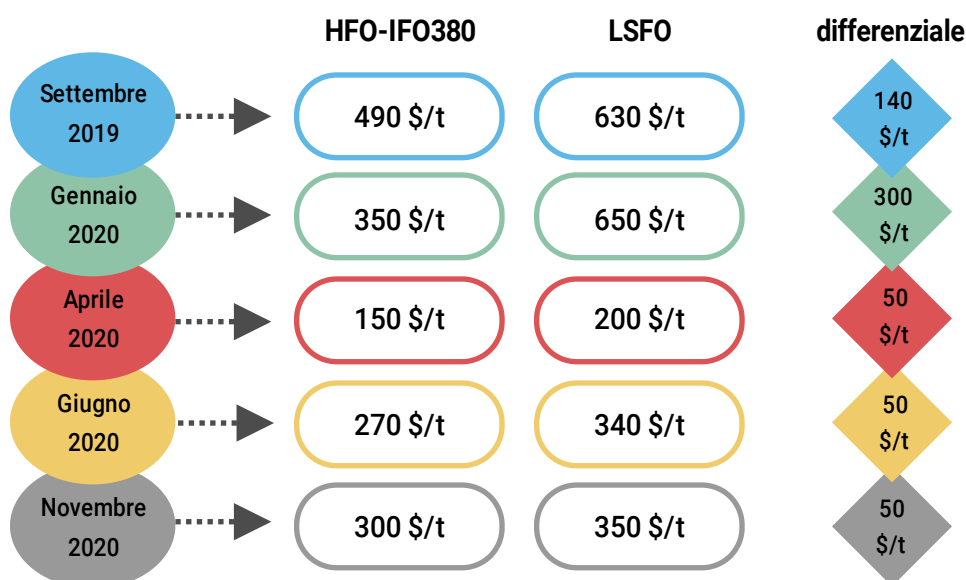 HFO-IFO380 LSFO differenziale
Settembre
2019
490 $/t 630 $/t
140
$/t
Gennaio
2020
350 $/t 650 $/t
300
$/t
Aprile
2020
150 $/t 200 $/t
50
$/t
Giugno
2020
270 $/t 340 $/t
50
$/t
Novembre
2020
300 $/t 350 $/t
50
$/t